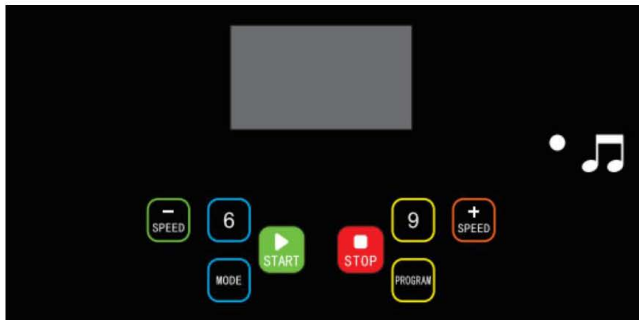 -
SPEED
6
START
MODE
STOP
9
+
SPEED
PROGRAM